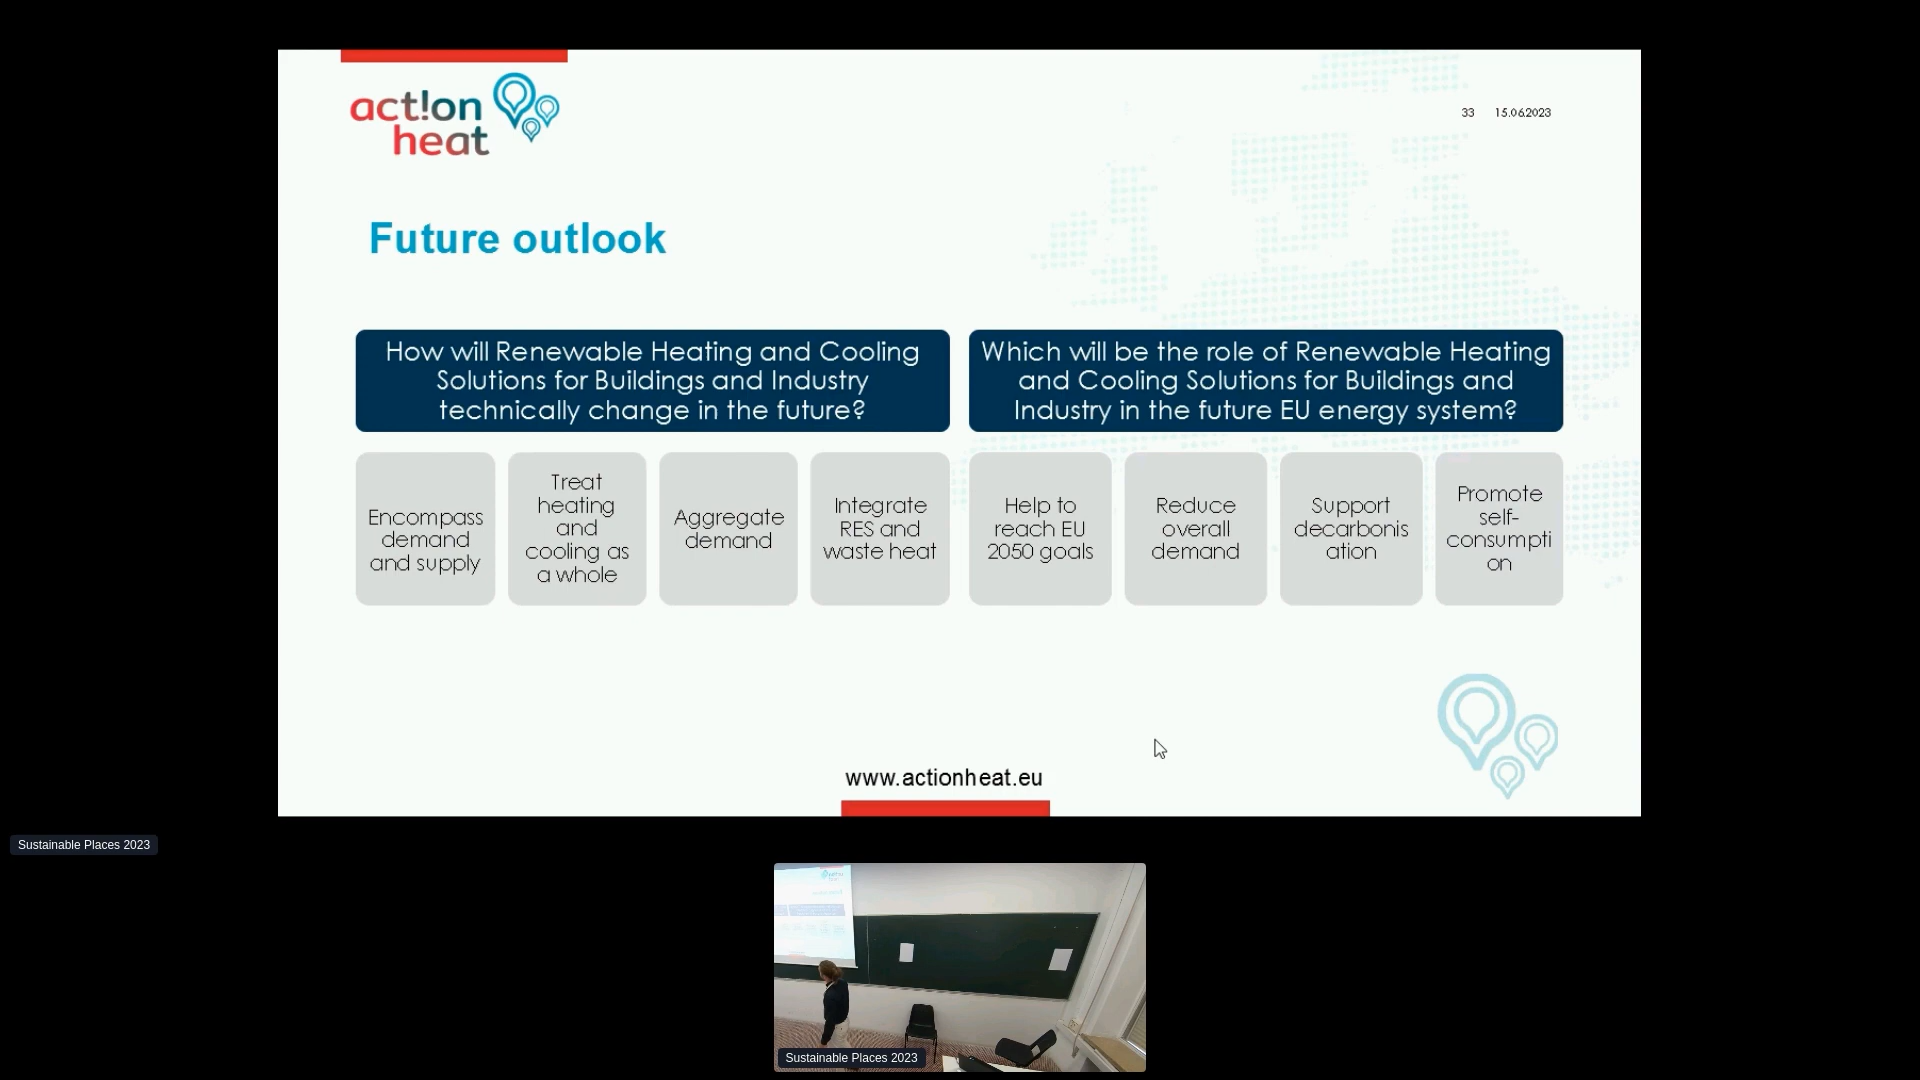 act!on
heat
33 15.06.2023
Future outlook
How will Renewable Heating and Cooling
Solutions for Buildings and Industry
technically change in the future?
Which will be the role of Renewable Heating
and Cooling Solutions for Buildings and
Industry in the future EU energy system?
Encompass
demand
and supply
Treat
heating
and
cooling as
a whole
Aggregate
demand
Integrate
RES and
waste heat
Help to
reach EU
2050 goals
Reduce
overall
demand
Support
decarbonis
ation
Promote
self-
consumpti
on
www.actionheat.eu
Sustainable Places 2023
Sustainable Places 2023